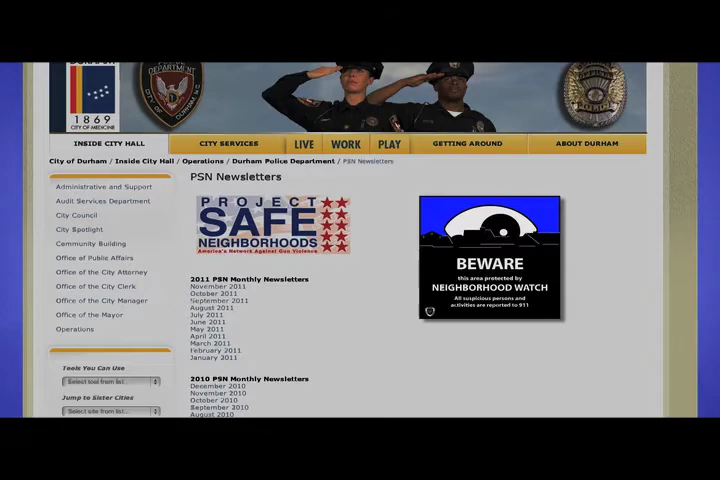 DURHAM
1869
CITY OF MEDICINE
DEPARTMENT
CITY OF DURHAM, N.C.
INSIDE CITY HALL
CITY SERVICES
LIVE
WORK
PLAY
GETTING AROUND
ABOUT DURHAM
City of Durham / Inside City Hall / Operations / Durham Police Department / PSN Newsletters
Administrative and Support
Audit Services Department
City Council
City Spotlight
Community Building
Office of Public Affairs
Office of the City Attorney
Office of the City Clerk
Office of the City Manager
Office of the Mayor
Operations
Tools You Can Use
Select tool from list...
Jump to Sister Cities
Select site from list...
PSN Newsletters
PROJECT
SAFE
NEIGHBORHOODS
America's Network Against Gun Violence
2011 PSN Monthly Newsletters
November 2011
October 2011
September 2011
August 2011
July 2011
June 2011
May 2011
April 2011
March 2011
February 2011
January 2011
2010 PSN Monthly Newsletters
December 2010
November 2010
October 2010
September 2010
August 2010
BEWARE
this area protected by
NEIGHBORHOOD WATCH
All suspicious persons and
activities are reported to 911